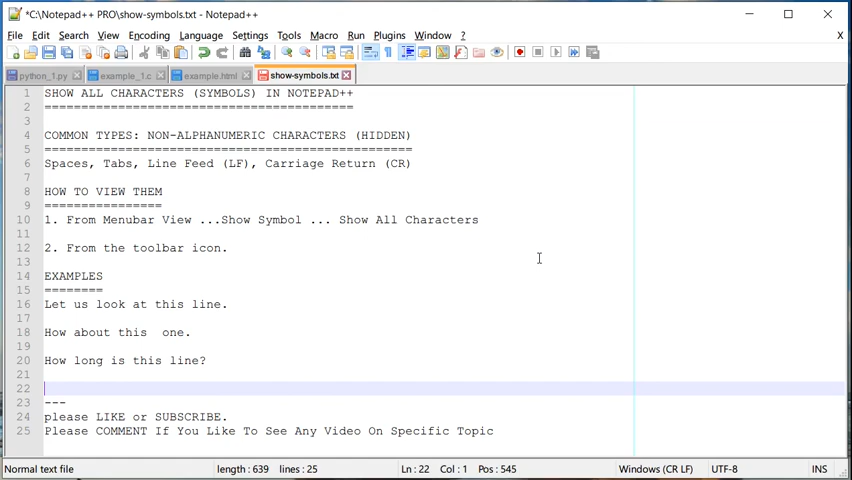 *C:\Notepad++ PRO\show-symbols.txt - Notepad++
File Edit Search View Encoding Language Settings Tools Macro Run Plugins Window ? X
python_1.py example_1.c example.html show-symbols.txt
1 SHOW ALL CHARACTERS (SYMBOLS) IN NOTEPAD++
2 ==========================================
3
4 COMMON TYPES: NON-ALPHANUMERIC CHARACTERS (HIDDEN)
5 ==================================================
6 Spaces, Tabs, Line Feed (LF), Carriage Return (CR)
7
8 HOW TO VIEW THEM
9 ================
10 1. From Menubar View ...Show Symbol ... Show All Characters
11
12 2. From the toolbar icon.
13
14 EXAMPLES
15 ========
16 Let us look at this line.
17
18 How about this  one.
19
20 How long is this line?
21
22
23 ---
24 please LIKE or SUBSCRIBE.
25 Please COMMENT If You Like To See Any Video On Specific Topic
Normal text file length : 639 lines : 25 Ln : 22 Col : 1 Pos : 545 Windows (CR LF) UTF-8 INS